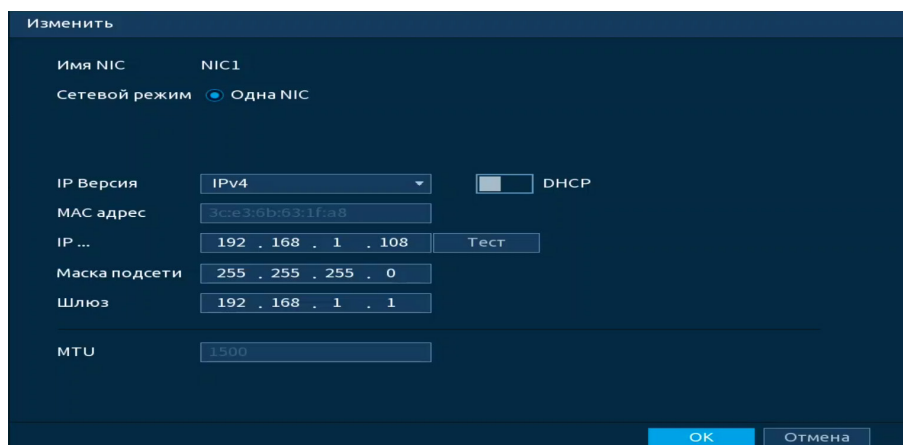 Изменить
Имя NIC NIC1
Сетевой режим Одна NIC
IP Версия IPv4 DHCP
MAC адрес 3c:e3:6b:63:1f:a8
IP ... 192 . 168 . 1 . 108 Тест
Маска подсети 255 . 255 . 255 . 0
Шлюз 192 . 168 . 1 . 1
MTU 1500
OK Отмена